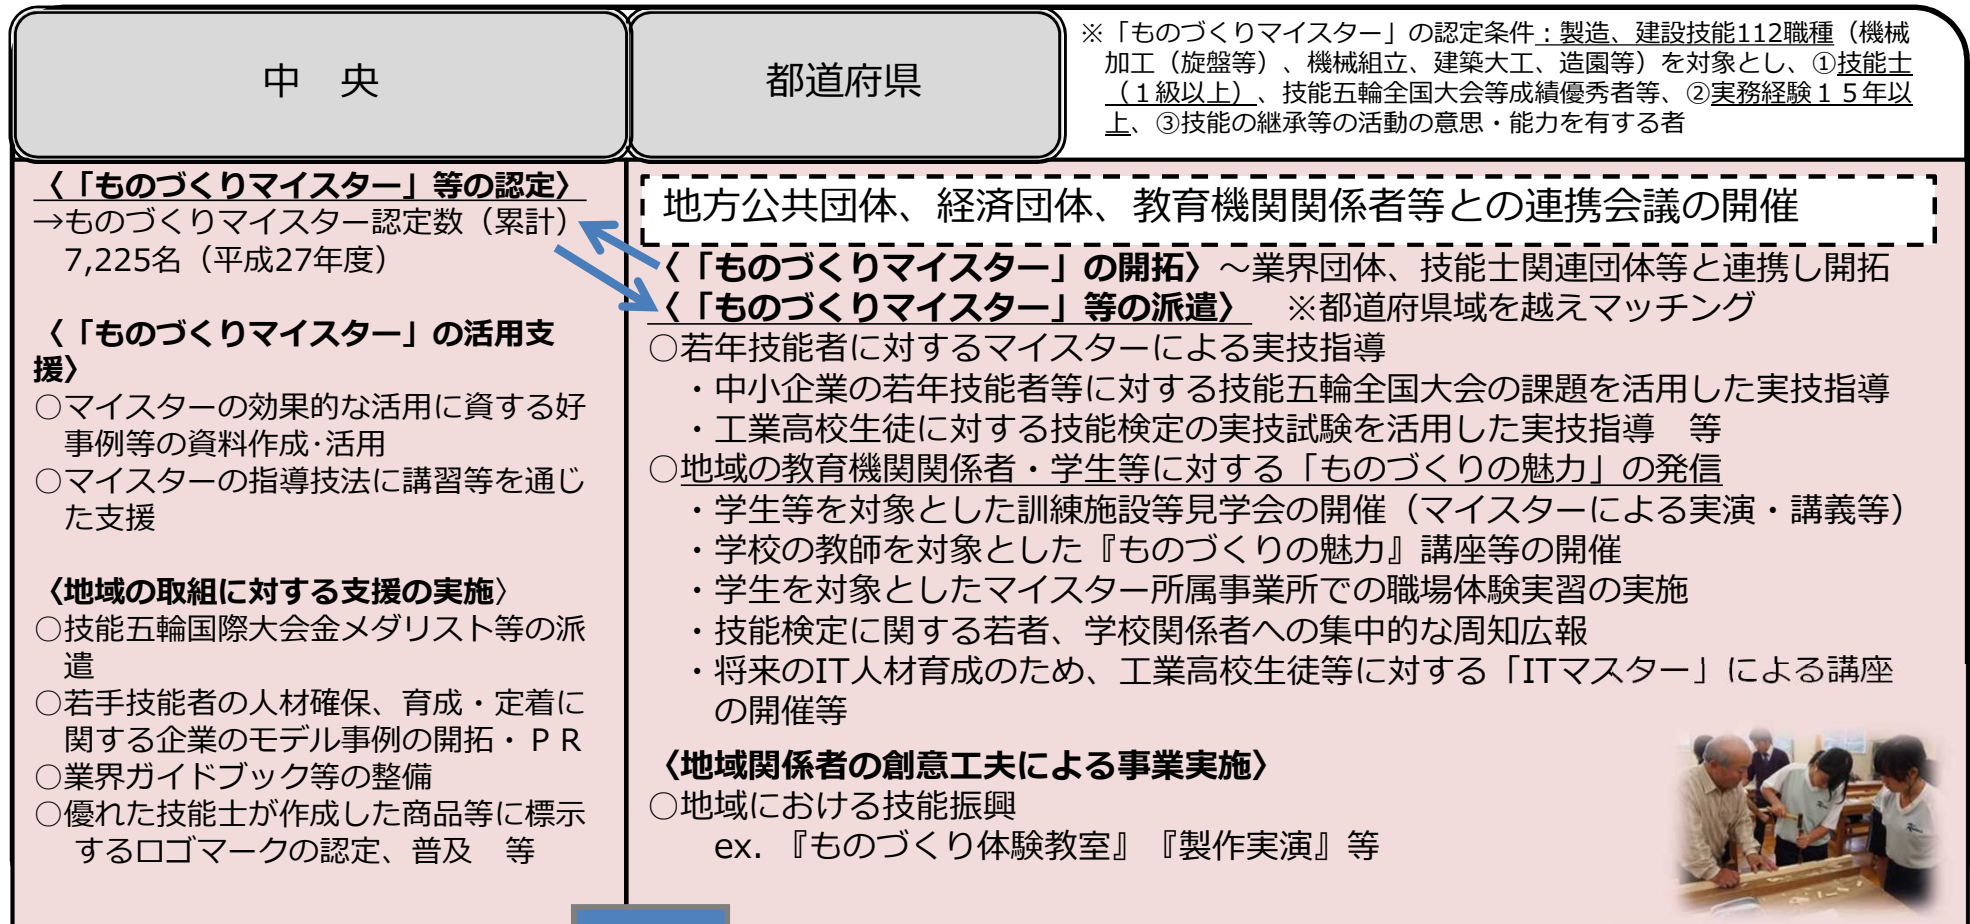 中　央
都道府県
※「ものづくりマイスター」の認定条件：製造、建設技能112職種（機械
加工（旋盤等）、機械組立、建築大工、造園等）を対象とし、①技能士
（１級以上）、技能五輪全国大会等成績優秀者等、②実務経験１５年以
上、③技能の継承等の活動の意思・能力を有する者
〈「ものづくりマイスター」等の認定〉
→ものづくりマイスター認定数（累計）
7,225名（平成27年度）
〈「ものづくりマイスター」の活用支
援〉
○マイスターの効果的な活用に資する好
事例等の資料作成･活用
○マイスターの指導技法に講習等を通じ
た支援
〈地域の取組に対する支援の実施〉
○技能五輪国際大会金メダリスト等の派
遣
○若手技能者の人材確保、育成・定着に
関する企業のモデル事例の開拓・ＰＲ
○業界ガイドブック等の整備
○優れた技能士が作成した商品等に標示
するロゴマークの認定、普及　等
地方公共団体、経済団体、教育機関関係者等との連携会議の開催
〈「ものづくりマイスター」の開拓〉～業界団体、技能士関連団体等と連携し開拓
〈「ものづくりマイスター」等の派遣〉　※都道府県域を越えマッチング
○若年技能者に対するマイスターによる実技指導
・中小企業の若年技能者等に対する技能五輪全国大会の課題を活用した実技指導
・工業高校生徒に対する技能検定の実技試験を活用した実技指導　等
○地域の教育機関関係者・学生等に対する「ものづくりの魅力」の発信
・学生等を対象とした訓練施設等見学会の開催（マイスターによる実演・講義等）
・学校の教師を対象とした『ものづくりの魅力』講座等の開催
・学生を対象としたマイスター所属事業所での職場体験実習の実施
・技能検定に関する若者、学校関係者への集中的な周知広報
・将来のIT人材育成のため、工業高校生徒等に対する「ITマスター」による講座
の開催等
〈地域関係者の創意工夫による事業実施〉
○地域における技能振興
ex. 『ものづくり体験教室』『製作実演』等